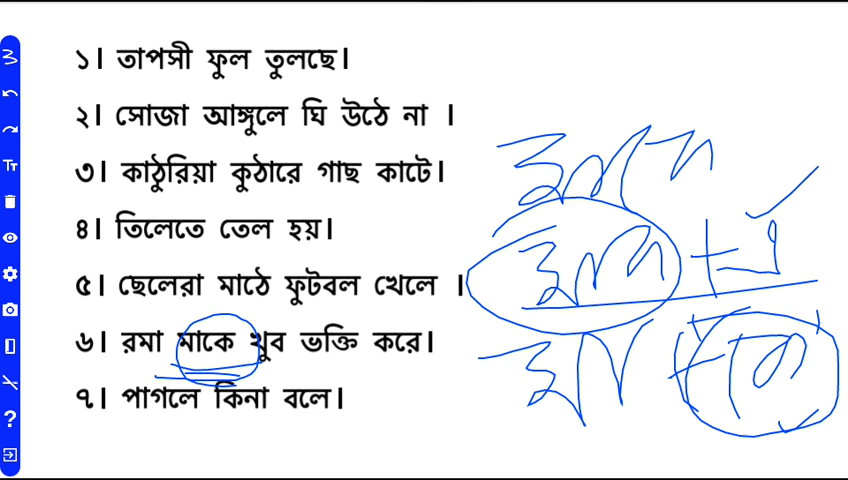 ১। তাপসী ফুল তুলছে।
২। সোজা আঙ্গুলে ঘি উঠে না ।
৩। কাঠুরিয়া কুঠারে গাছ কাটে।
৪। তিলেতে তেল হয়।
৫। ছেলেরা মাঠে ফুটবল খেলে ।
৬। রমা মাকে খুব ভক্তি করে।
৭। পাগলে কিনা বলে।